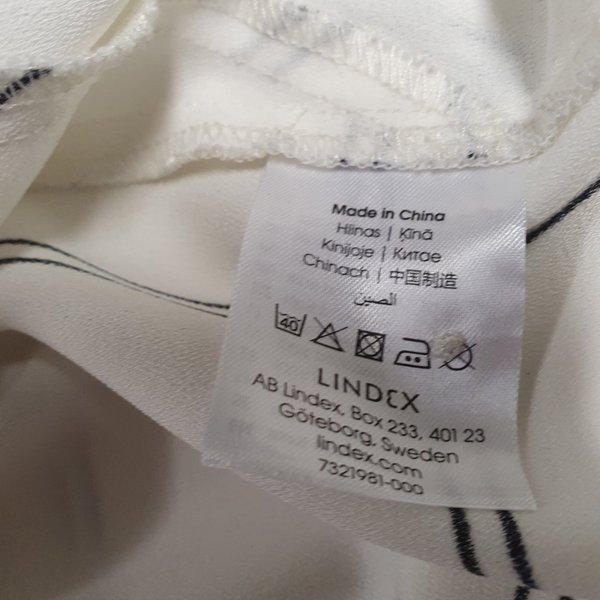 Made in China
Hiinas | Ķīnā
Kinijoje | Китае
Chinach | 中国制造
الصين
40
LINDEX
AB Lindex, Box 233, 401 23
Göteborg, Sweden
lindex.com
7321981-000